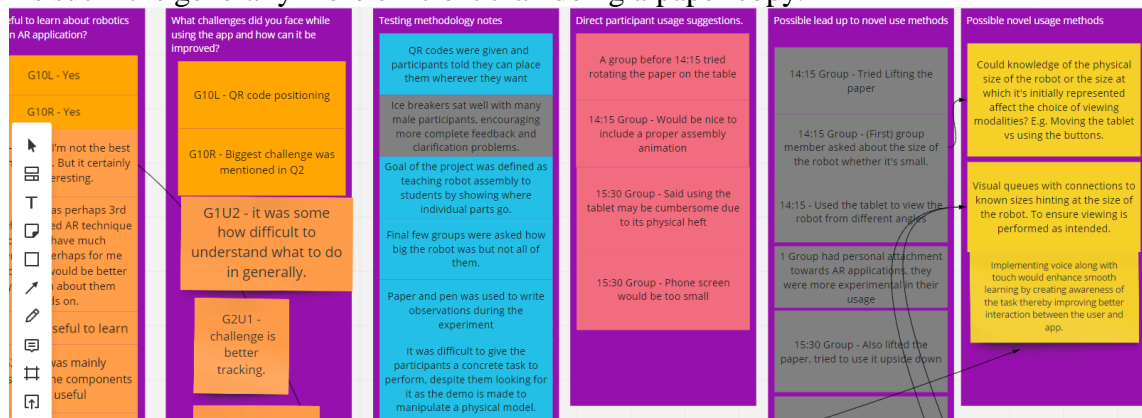 eful to learn about robotics
n AR application?
G10L - Yes
G10R - Yes
I'm not the best
. But it certainly
eresting.
as perhaps 3rd
ed AR technique
have much
erhaps for me
would be better
about them
ds on.
seful to learn
was mainly
ne components
useful
T
What challenges did you face while
using the app and how can it be
improved?
G10L - QR code positioning
G10R - Biggest challenge was
mentioned in Q2
G1U2 - it was some
how difficult to
understand what to do
in generally.
G2U1 -
challenge is
better
tracking.
Testing methodology notes
QR codes were given and
participants told they can place
them wherever they want
Ice breakers sat well with many
male participants, encouraging
more complete feedback and
clarification problems.
Goal of the project was defined as
teaching robot assembly to
students by showing where
individual parts go.
Final few groups were asked how
big the robot was but not all of
them.
Paper and pen was used to write
observations during the
experiment
It was difficult to give the
participants a concrete task to
perform, despite them looking for
it as the demo is made to
manipulate a physical model.
Direct participant usage suggestions.
A group before 14:15 tried
rotating the paper on the table
14:15 Group - Would be nice to
include a proper assembly
animation
15:30 Group - Said using the
tablet may be cumbersome due
to its physical heft
15:30 Group - Phone screen
would be too small
Possible lead up to novel use methods
14:15 Group - Tried Lifting the
paper
14:15 Group - (First) group
member asked about the size of
the robot whether it's small.
14:15 - Used the tablet to view the
robot from different angles
1 Group had personal attachment
towards AR applications, they
were more experimental in their
usage
15:30 Group - Also lifted the
paper, tried to use it upside down
Possible novel usage methods
Could knowledge of the physical
size of the robot or the size at
which it's initially represented
affect the choice of viewing
modalities? E.g. Moving the tablet
vs using the buttons.
Visual queues with connections to
known sizes hinting at the size of
the robot. To ensure viewing is
performed as intended.
Implementing voice along with
touch would enhance smooth
learning by creating awareness of
the task thereby improving better
interaction between the user and
app.